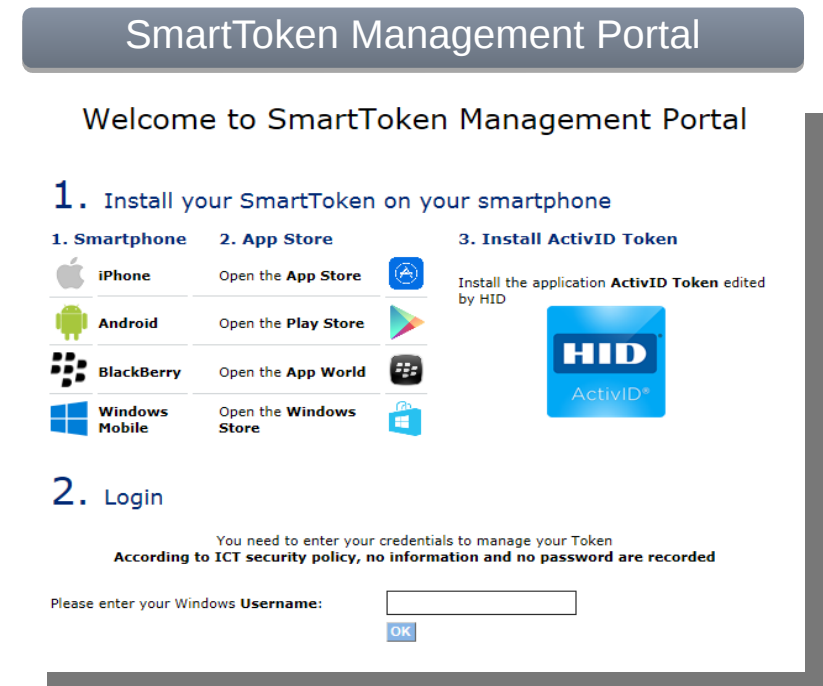 SmartToken Management Portal
Welcome to SmartToken Management Portal
1. Install your SmartToken on your smartphone
1. Smartphone 2. App Store 3. Install ActivID Token
iPhone Open the App Store
Install the application ActivID Token edited
by HID
Android Open the Play Store
HID
BlackBerry Open the App World
ActivID®
Windows
Mobile
Open the Windows
Store
2. Login
You need to enter your credentials to manage your Token
According to ICT security policy, no information and no password are recorded
Please enter your Windows Username:
OK